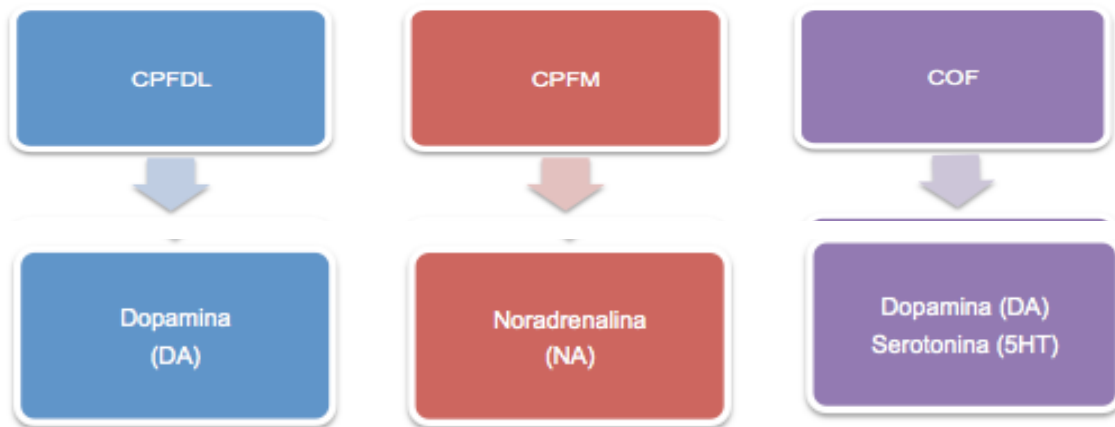 CPFDL
CPFM
COF
Dopamina
(DA)
Noradrenalina
(NA)
Dopamina (DA)
Serotonina (5HT)